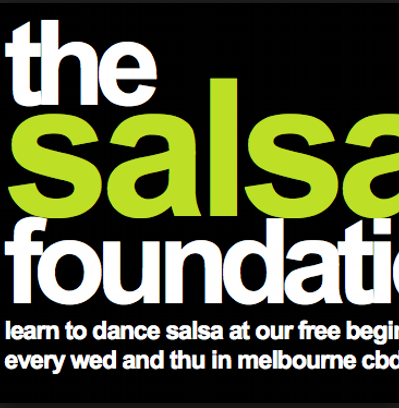 the
salsa
foundati
learn to dance salsa at our free begin
every wed and thu in melbourne cbd